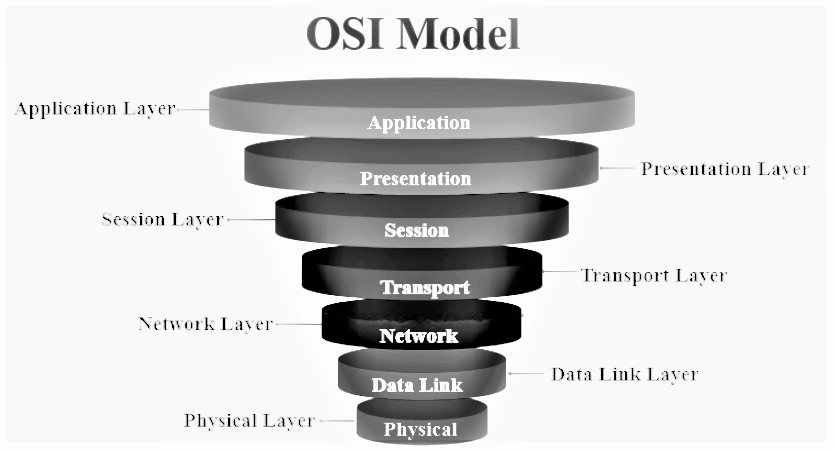 OSI Model
Application Layer
Application
Presentation
Presentation Layer
Session Layer
Session
Transport
Transport Layer
Network Layer
Network
Data Link
Data Link Layer
Physical Layer
Physical